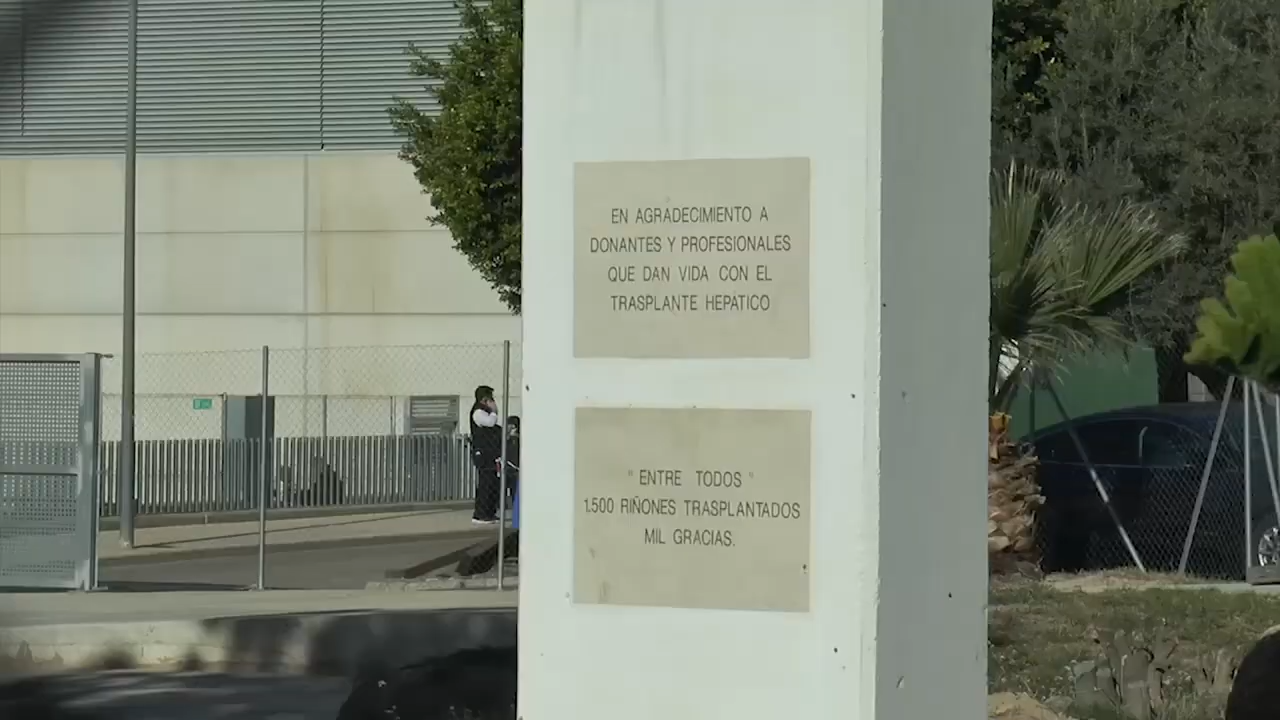 EN AGRADECIMIENTO A
DONANTES Y PROFESIONALES
QUE DAN VIDA CON EL
TRASPLANTE HEPÁTICO
" ENTRE TODOS "
1.500 RIÑONES TRASPLANTADOS
MIL GRACIAS.